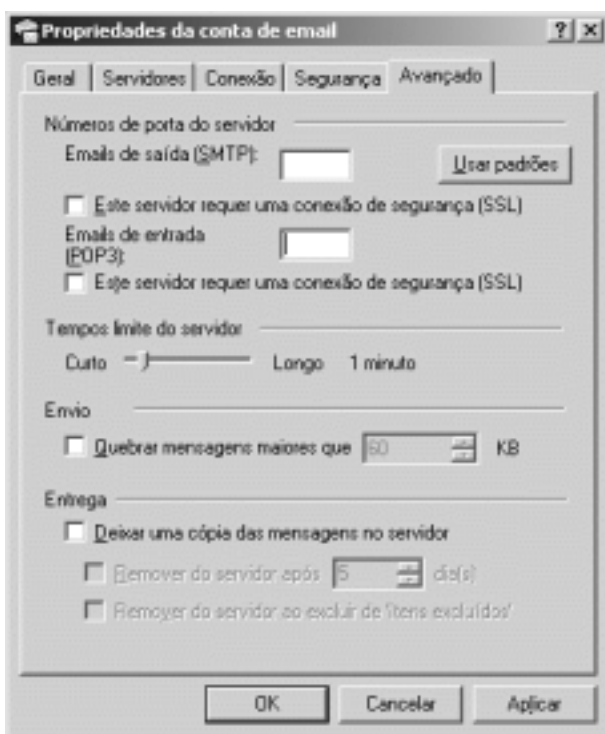 Propriedades da conta de email
Geral Servidores Conexão Segurança Avançado
Números de porta do servidor
Emails de saída (SMTP): Usar padrões
Este servidor requer uma conexão de segurança (SSL)
Emails de entrada
(POP3):
Este servidor requer uma conexão de segurança (SSL)
Tempos limite do servidor
Curto Longo 1 minuto
Envio
Quebrar mensagens maiores que 60 KB
Entrega
Deixar uma cópia das mensagens no servidor
Remover do servidor após 5 dia(s)
Remover do servidor ao excluir de 'Itens excluídos'
OK Cancelar Aplicar